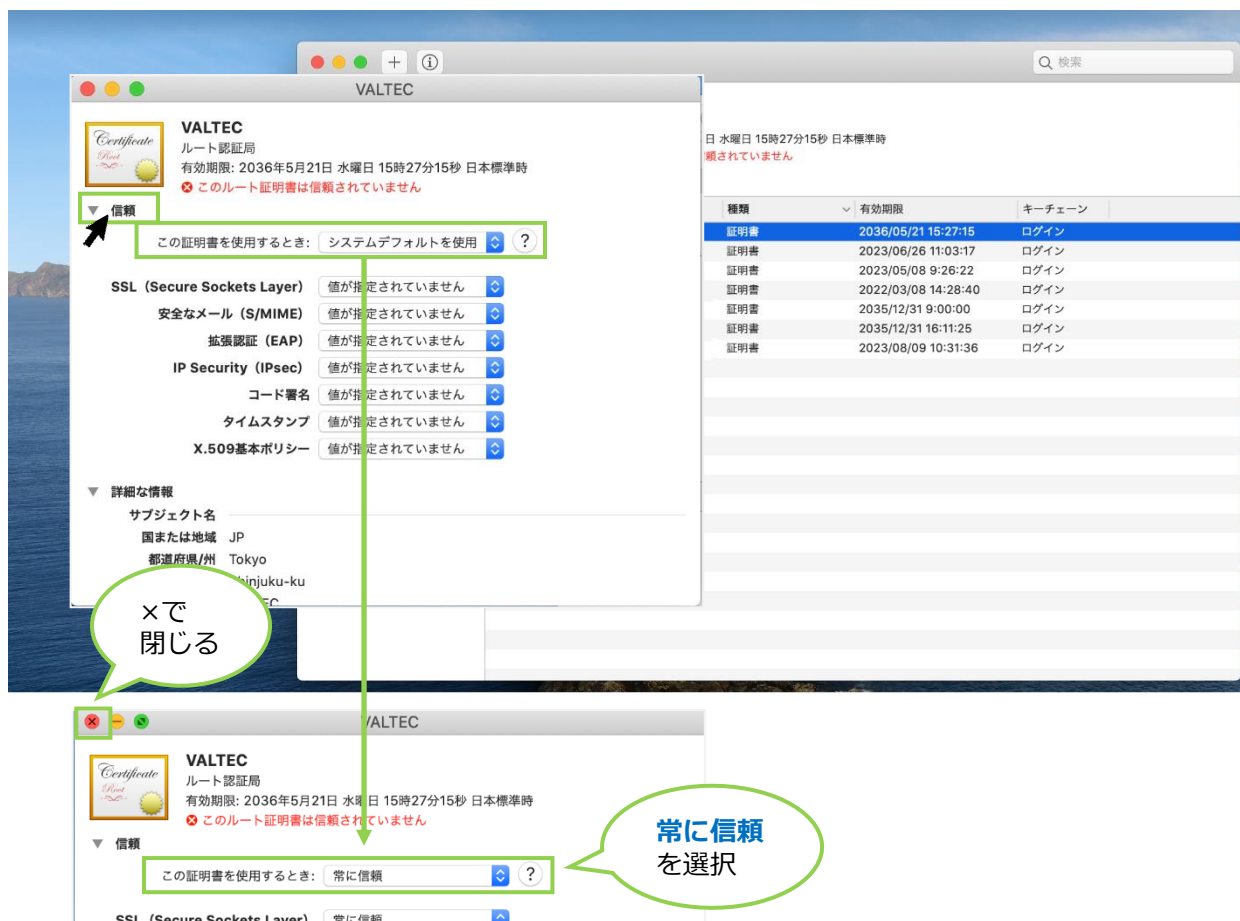 検索
VALTEC
Certificate
Root
VALTEC
ルート認証局
有効期限: 2036年5月21日 水曜日 15時27分15秒 日本標準時
このルート証明書は信頼されていません
信頼
この証明書を使用するとき: システムデフォルトを使用 ?
SSL（Secure Sockets Layer） 値が指定されていません
安全なメール（S/MIME） 値が指定されていません
拡張認証（EAP） 値が指定されていません
IP Security（IPsec） 値が指定されていません
コード署名 値が指定されていません
タイムスタンプ 値が指定されていません
X.509基本ポリシー 値が指定されていません
詳細な情報
サブジェクト名
国または地域 JP
都道府県/州 Tokyo
日 水曜日 15時27分15秒 日本標準時
頼されていません
種類 有効期限 キーチェーン
証明書 2036/05/21 15:27:15 ログイン
証明書 2023/06/26 11:03:17 ログイン
証明書 2023/05/08 9:26:22 ログイン
証明書 2022/03/08 14:28:40 ログイン
証明書 2035/12/31 9:00:00 ログイン
証明書 2035/12/31 16:11:25 ログイン
証明書 2023/08/09 10:31:36 ログイン
×で
閉じる
VALTEC
Certificate
Root
VALTEC
ルート認証局
有効期限: 2036年5月21日 水曜日 15時27分15秒 日本標準時
このルート証明書は信頼されていません
信頼
この証明書を使用するとき: 常に信頼 ?
SSL（Secure Sockets Layer） 常に信頼
常に信頼
を選択